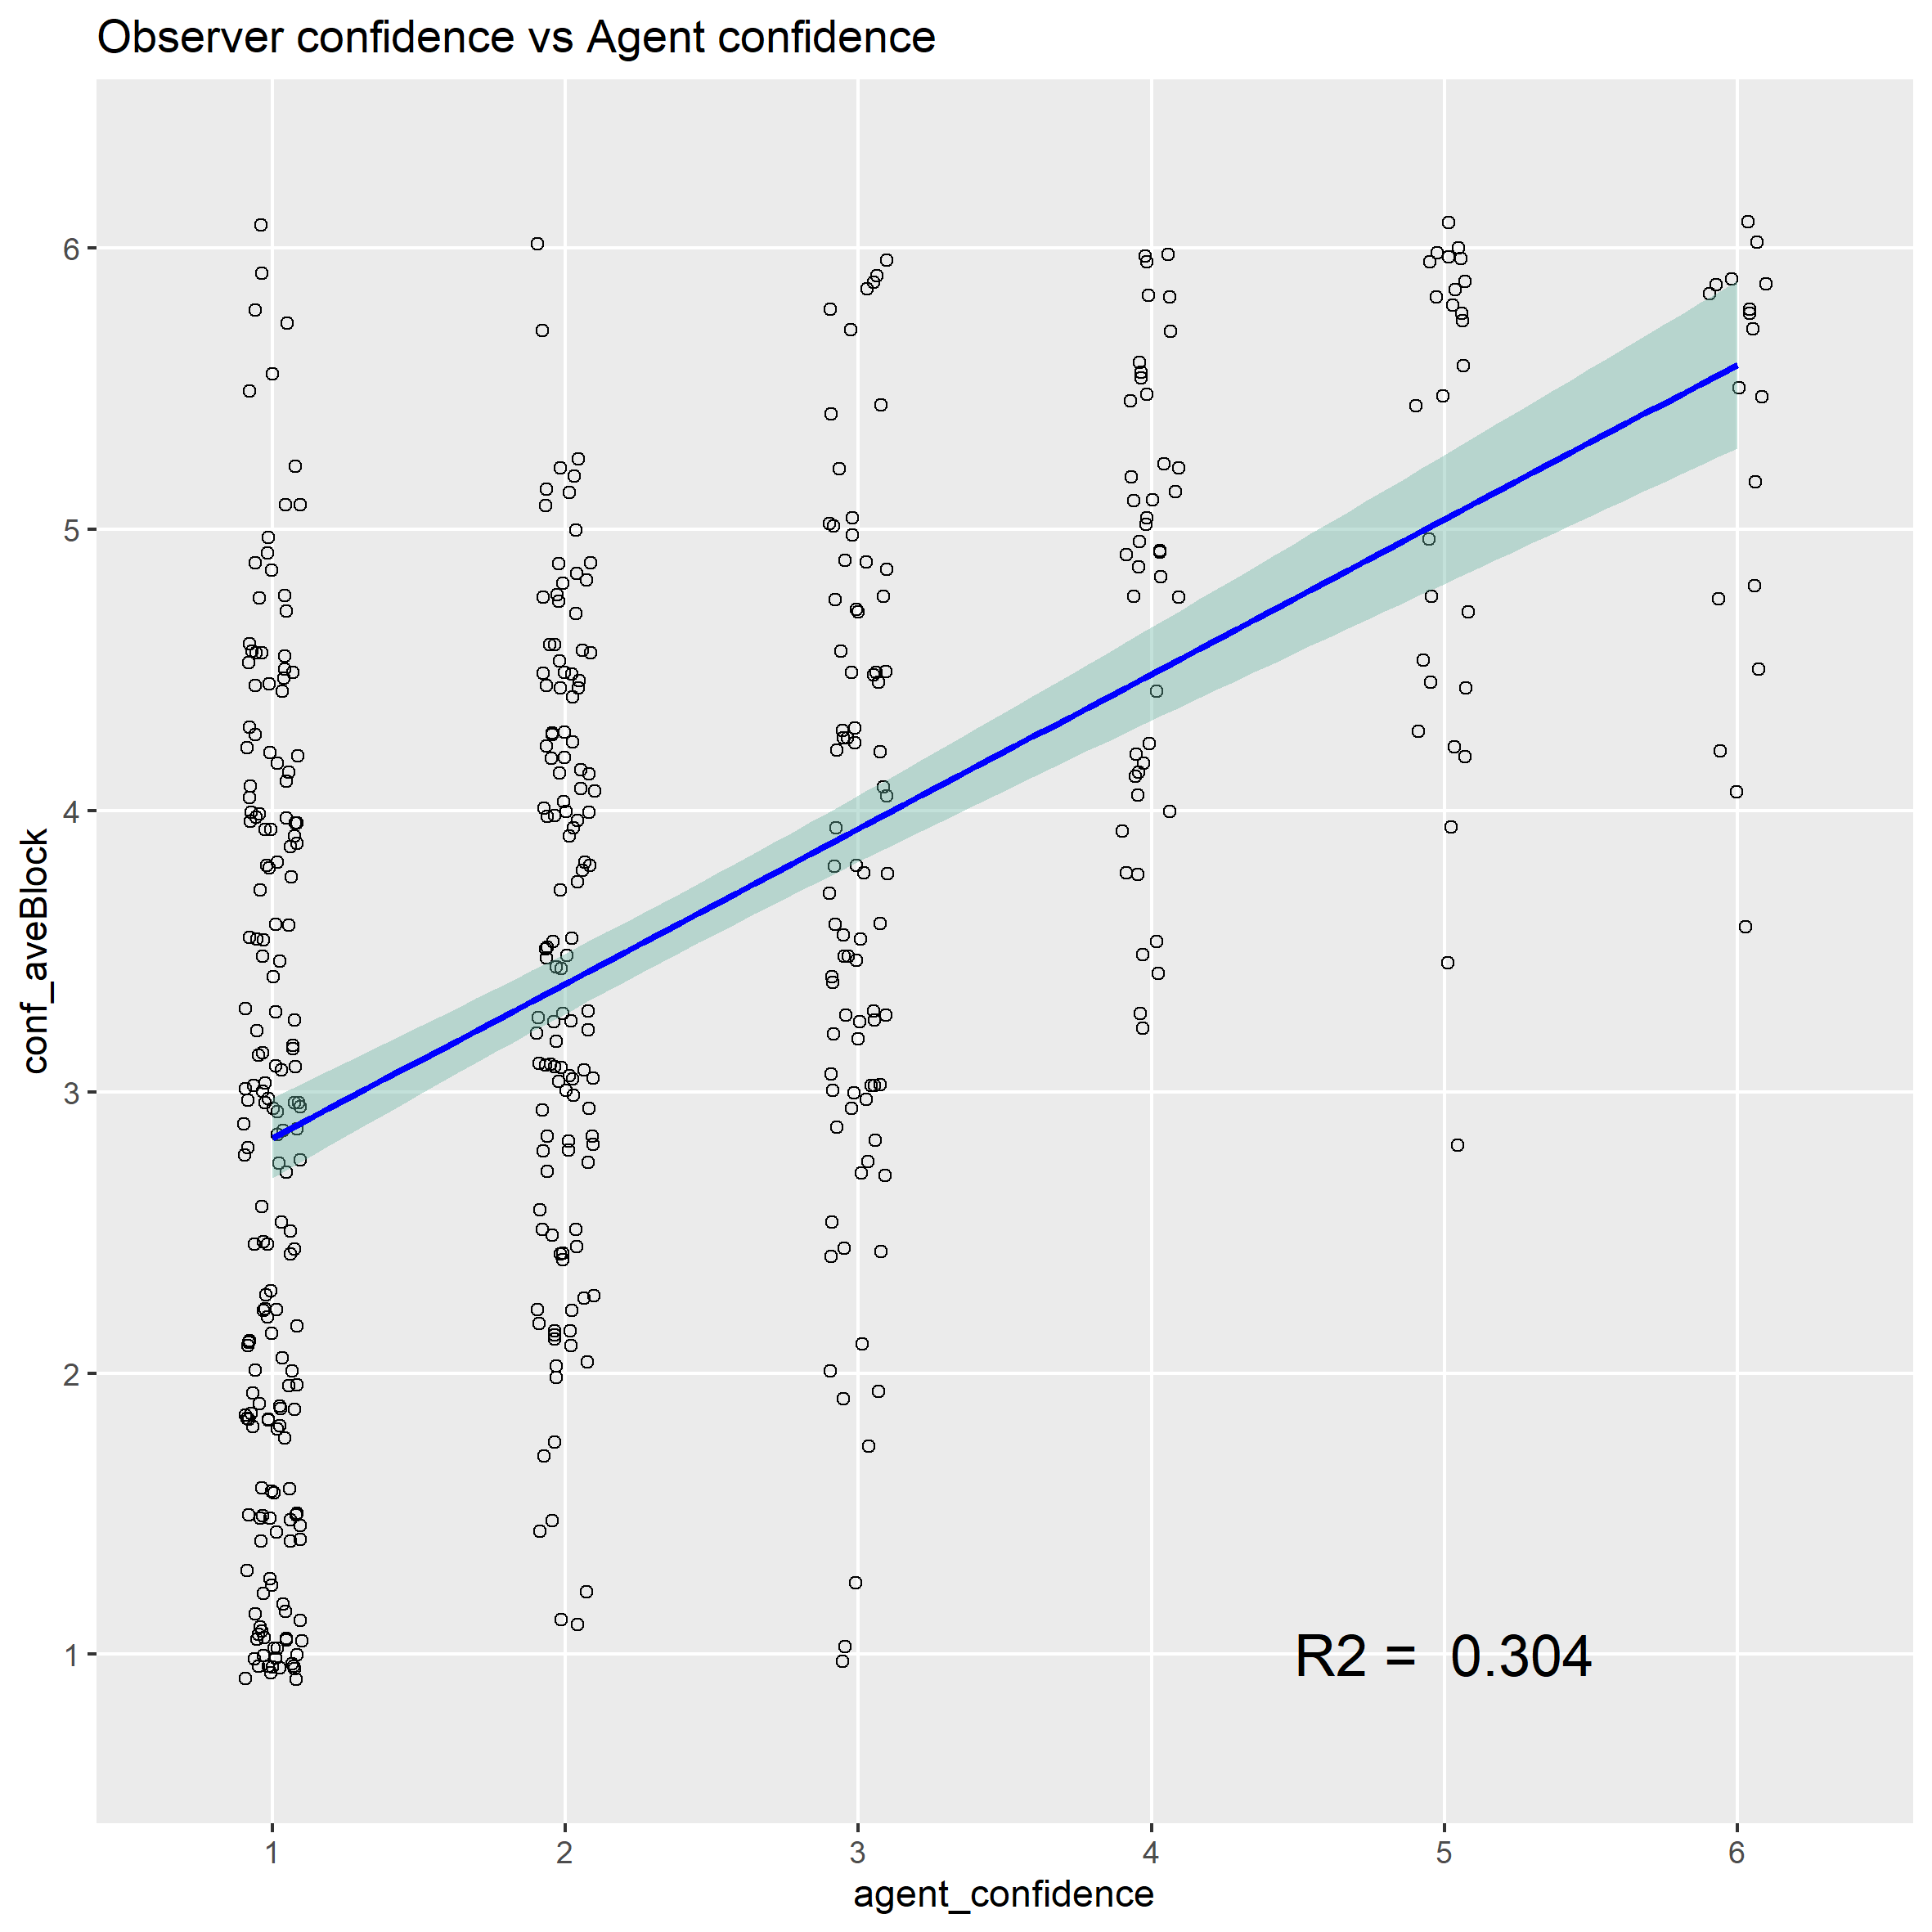 Observer confidence vs Agent confidence
6
5
4
3
2
1
conf_aveBlock
R2 =  0.304
1 2 3 4 5 6
agent_confidence